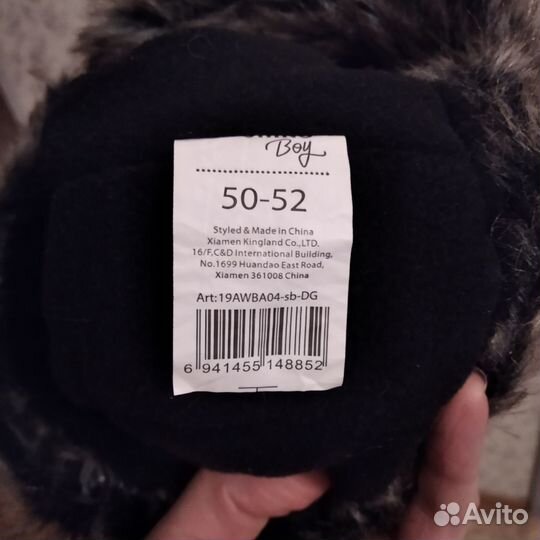 Boy
50-52
Styled & Made in China
Xiamen Kingland Co.,LTD.
16/F,C&D International Building,
No.1699 Huandao East Road,
Xiamen 361008 China
Art:19AWBA04-sb-DG
6 941455 148852
Avito